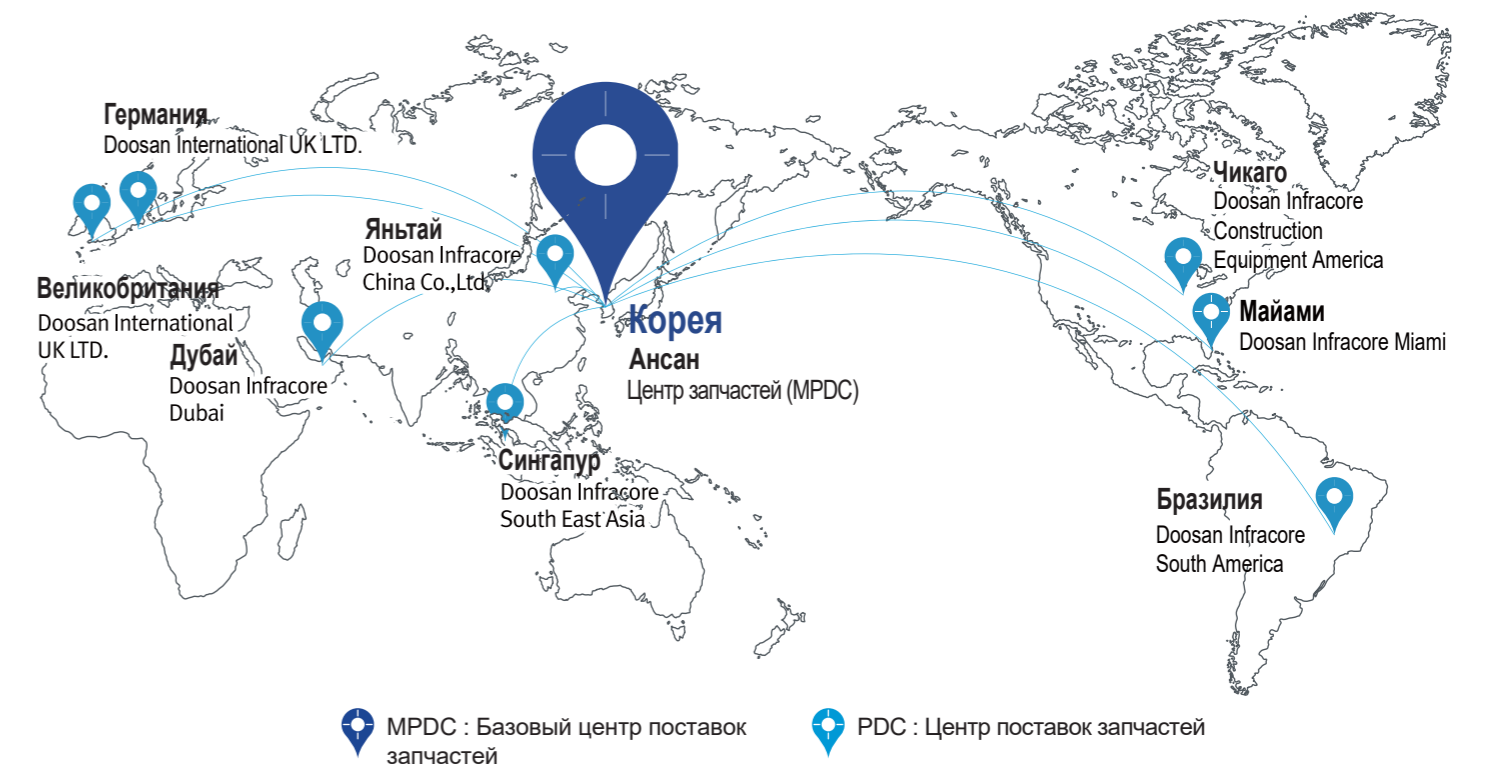 Германия
Doosan International UK LTD.
Великобритания
Doosan International
UK LTD.
Дубай
Doosan Infracore
Dubai
Яньтай
Doosan Infracore
China Co.,Ltd.
Корея
Ансан
Центр запчастей (MPDC)
Сингапур
Doosan Infracore
South East Asia
Чикаго
Doosan Infracore
Construction
Equipment America
Майами
Doosan Infracore Miami
Бразилия
Doosan Infracore
South America
MPDC : Базовый центр поставок
запчастей
PDC : Центр поставок запчастей